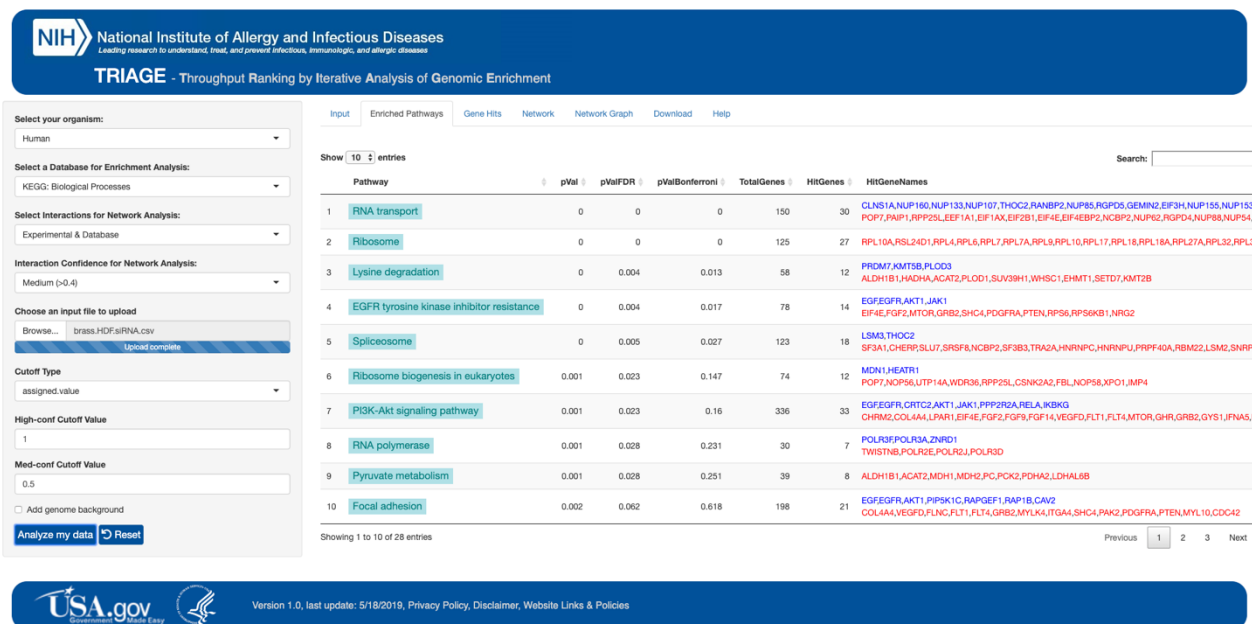 NIH National Institute of Allergy and Infectious Diseases
Leading research to understand, treat, and prevent infectious, immunologic, and allergic diseases
TRIAGE - Throughput Ranking by Iterative Analysis of Genomic Enrichment
Select your organism:
Human
Select a Database for Enrichment Analysis:
KEGG: Biological Processes
Select Interactions for Network Analysis:
Experimental & Database
Interaction Confidence for Network Analysis:
Medium (>0.4)
Choose an input file to upload
Browse... brass.HDF.siRNA.csv
Upload complete
Cutoff Type
assigned.value
High-conf Cutoff Value
1
Med-conf Cutoff Value
0.5
Add genome background
Analyze my data Reset
Input Enriched Pathways Gene Hits Network Network Graph Download Help
Show 10 entries Search:
Pathway pVal pValFDR pValBonferroni TotalGenes HitGenes HitGeneNames
1 RNA transport 0 0 0 150 30 CLNS1A,NUP160,NUP133,NUP107,THOC2,RANBP2,NUP85,RGPD5,GEMIN2,EIF3H,NUP155,NUP153
POP7,PAIP1,RPP25L,EEF1A1,EIF1AX,EIF2B1,EIF4E,EIF4EBP2,NCBP2,NUP62,RGPD4,NUP88,NUP54,
2 Ribosome 0 0 0 125 27 RPL10A,RSL24D1,RPL4,RPL6,RPL7,RPL7A,RPL9,RPL10,RPL17,RPL18,RPL18A,RPL27A,RPL32,
3 Lysine degradation 0 0.004 0.013 58 12 PRDM7,KMT5B,PLOD3
ALDH1B1,HADHA,ACAT2,PLOD1,SUV39H1,WHSC1,EHMT1,SETD7,KMT2B
4 EGFR tyrosine kinase inhibitor resistance 0 0.004 0.017 78 14 EGF,EGFR,AKT1,JAK1
EIF4E,FGF2,MTOR,GRB2,SHC4,PDGFRA,PTEN,RPS6,RPS6KB1,NRG2
5 Spliceosome 0 0.005 0.027 123 18 LSM3,THOC2
SF3A1,CHERP,SLU7,SRSF8,NCBP2,SF3B3,TRA2A,HNRNPC,HNRNPU,PRPF40A,RBM22,LSM2,SNRP
6 Ribosome biogenesis in eukaryotes 0.001 0.023 0.147 74 12 MDN1,HEATR1
POP7,NOP56,UTP14A,WDR36,RPP25L,CSNK2A2,FBL,NOP58,XPO1,IMP4
7 PI3K-Akt signaling pathway 0.001 0.023 0.16 336 33 EGF,EGFR,CRTC2,AKT1,JAK1,PPP2R2A,RELA,IKBKG
CHRM2,COL4A4,LPAR1,EIF4E,FGF2,FGF9,FGF14,VEGFD,FLT1,FLT4,MTOR,GHR,GRB2,GYS1,IFNA5,
8 RNA polymerase 0.001 0.028 0.231 30 7 POLR3F,POLR3A,ZNRD1
TWISTNB,POLR2E,POLR2J,POLR3D
9 Pyruvate metabolism 0.001 0.028 0.251 39 8 ALDH1B1,ACAT2,MDH1,MDH2,PC,PCK2,PDHA2,LDHAL6B
10 Focal adhesion 0.002 0.062 0.618 198 21 EGF,EGFR,AKT1,PIP5K1C,RAPGEF1,RAP1B,CAV2
COL4A4,VEGFD,FLNC,FLT1,FLT4,GRB2,MYLK4,ITGA4,SHC4,PAK2,PDGFRA,PTEN,MYL10,CDC42
Showing 1 to 10 of 28 entries Previous 1 2 3 Next
USA.gov
Government Made Easy
Version 1.0, last update: 5/18/2019, Privacy Policy, Disclaimer, Website Links & Policies